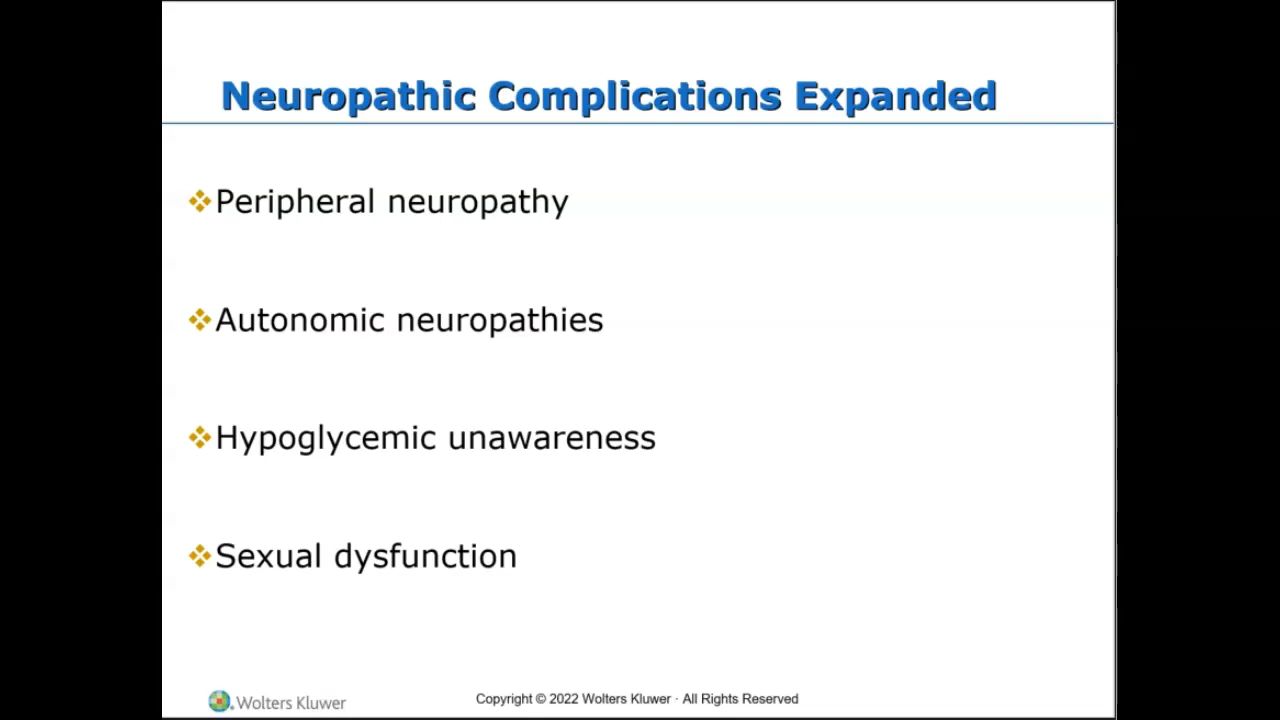 Neuropathic Complications Expanded
❖Peripheral neuropathy
❖Autonomic neuropathies
❖Hypoglycemic unawareness
❖Sexual dysfunction
Wolters Kluwer
Copyright © 2022 Wolters Kluwer · All Rights Reserved